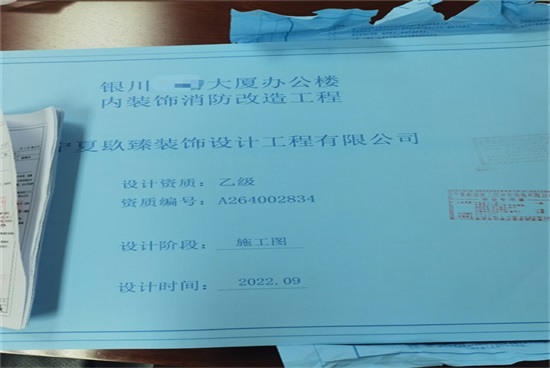 银川 大厦办公楼
内装饰消防改造工程
宁夏欧臻装饰设计工程有限公司
设计资质：乙级
资质编号：A264002834
设计阶段：施工图
设计时间：2022.09